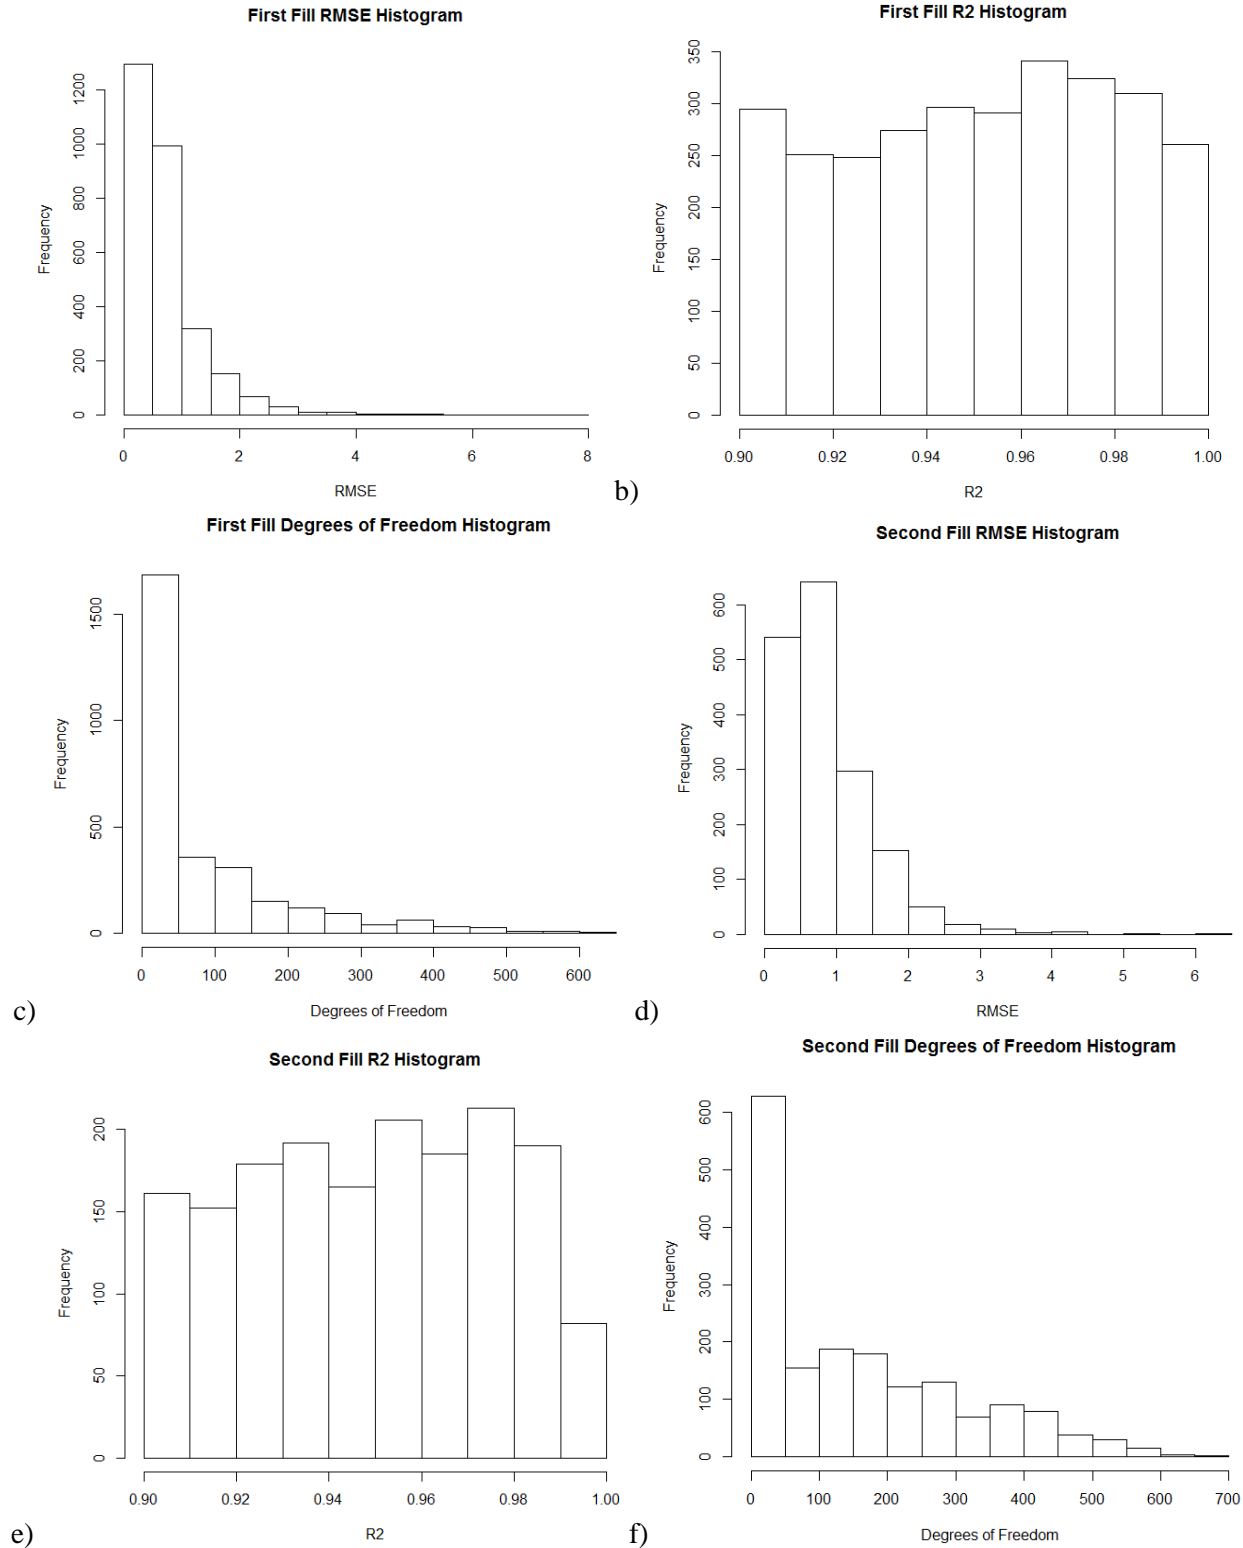 First Fill RMSE Histogram
Frequency
0 200 400 600 800 1000 1200
0 2 4 6 8
RMSE
b)
First Fill R2 Histogram
Frequency
0 50 100 150 200 250 300 350
0.90 0.92 0.94 0.96 0.98 1.00
R2
c)
First Fill Degrees of Freedom Histogram
Frequency
0 500 1000 1500
0 100 200 300 400 500 600
Degrees of Freedom
d)
Second Fill RMSE Histogram
Frequency
0 100 200 300 400 500 600
0 1 2 3 4 5 6
RMSE
e)
Second Fill R2 Histogram
Frequency
0 50 100 150 200
0.90 0.92 0.94 0.96 0.98 1.00
R2
f)
Second Fill Degrees of Freedom Histogram
Frequency
0 100 200 300 400 500 600
0 100 200 300 400 500 600 700
Degrees of Freedom